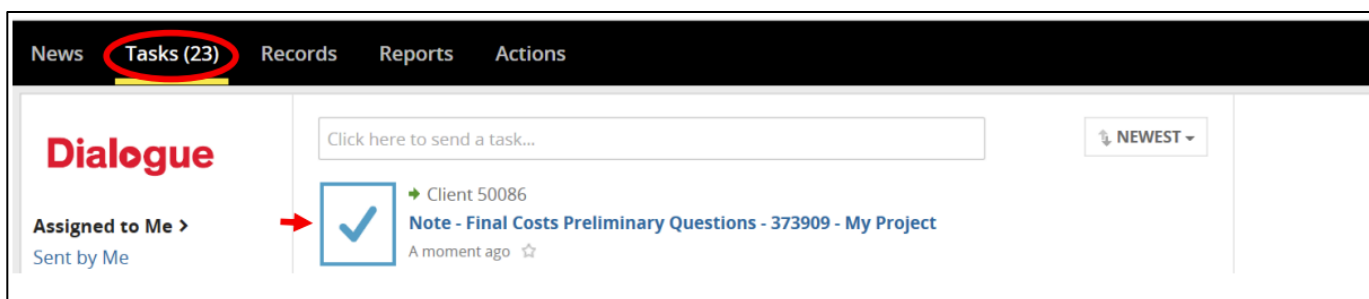 News Tasks (23) Records Reports Actions
Dialogue
Click here to send a task...
NEWEST
Client 50086
Note - Final Costs Preliminary Questions - 373909 - My Project
A moment ago
Assigned to Me >
Sent by Me